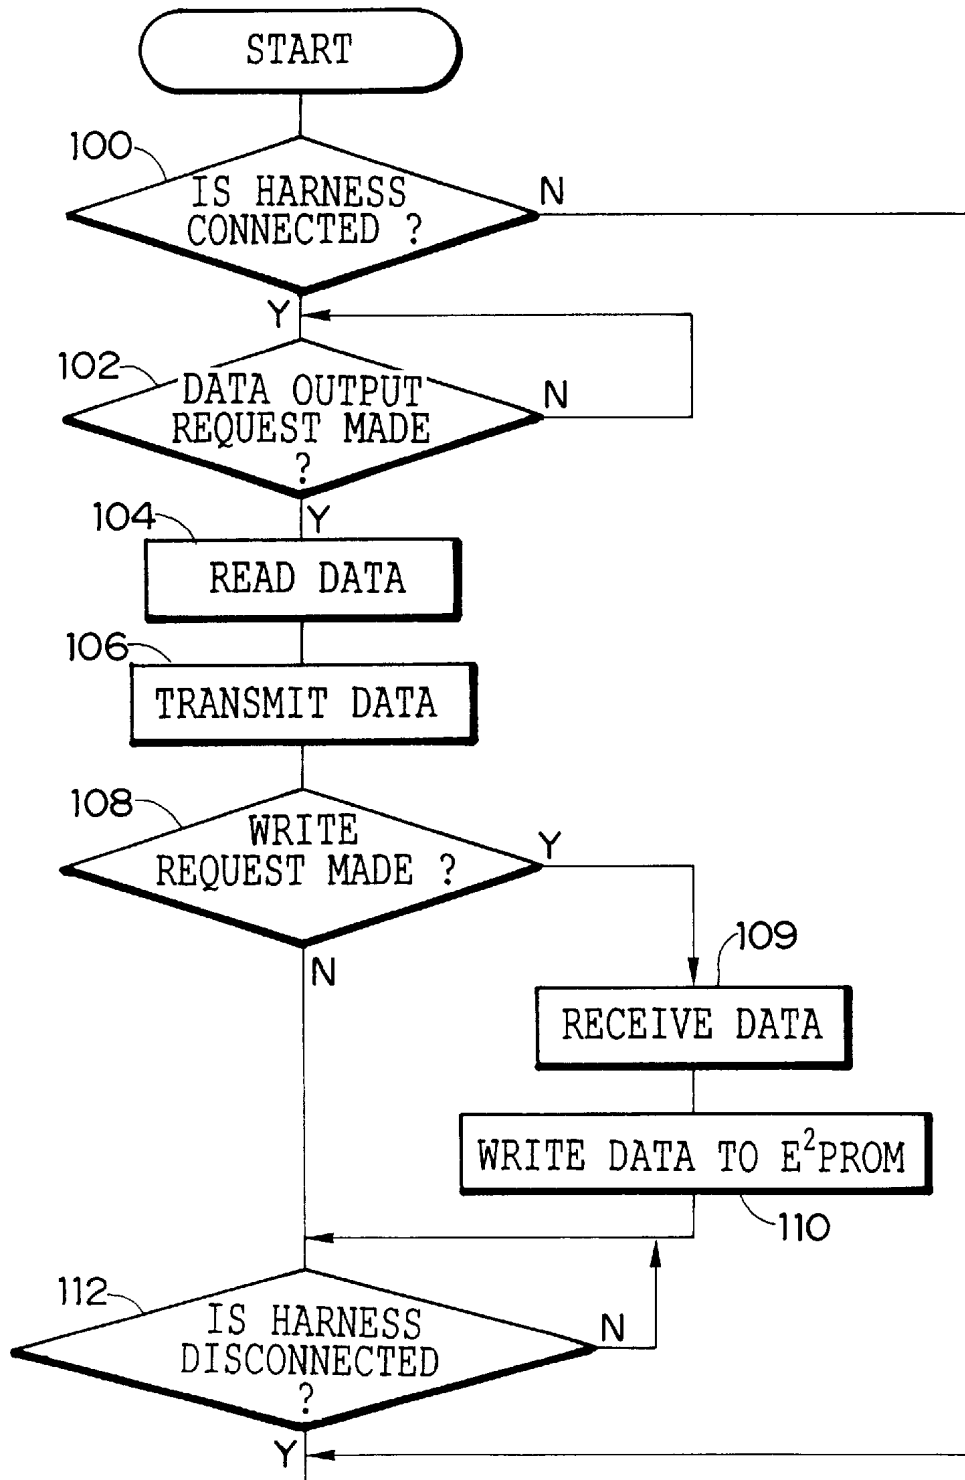 START
100
IS HARNESS
CONNECTED ?
N
Y
102
DATA OUTPUT
REQUEST MADE
?
N
Y
104
READ DATA
106
TRANSMIT DATA
108
WRITE
REQUEST MADE ?
Y
N
109
RECEIVE DATA
WRITE DATA TO E²PROM
110
112
IS HARNESS
DISCONNECTED
?
N
Y